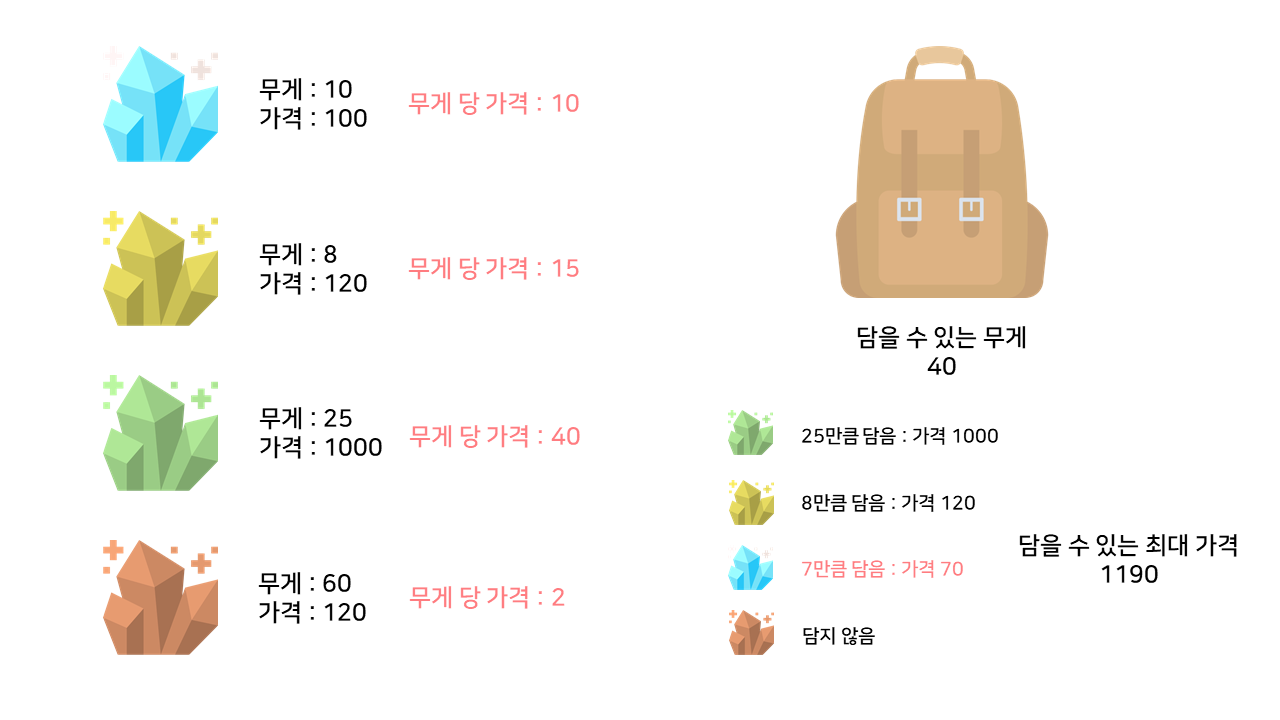 무게 : 10
가격 : 100
무게 당 가격 : 10
무게 : 8
가격 : 120
무게 당 가격 : 15
무게 : 25
가격 : 1000
무게 당 가격 : 40
무게 : 60
가격 : 120
무게 당 가격 : 2
담을 수 있는 무게
40
25만큼 담음 : 가격 1000
8만큼 담음 : 가격 120
7만큼 담음 : 가격 70
담지 않음
담을 수 있는 최대 가격
1190